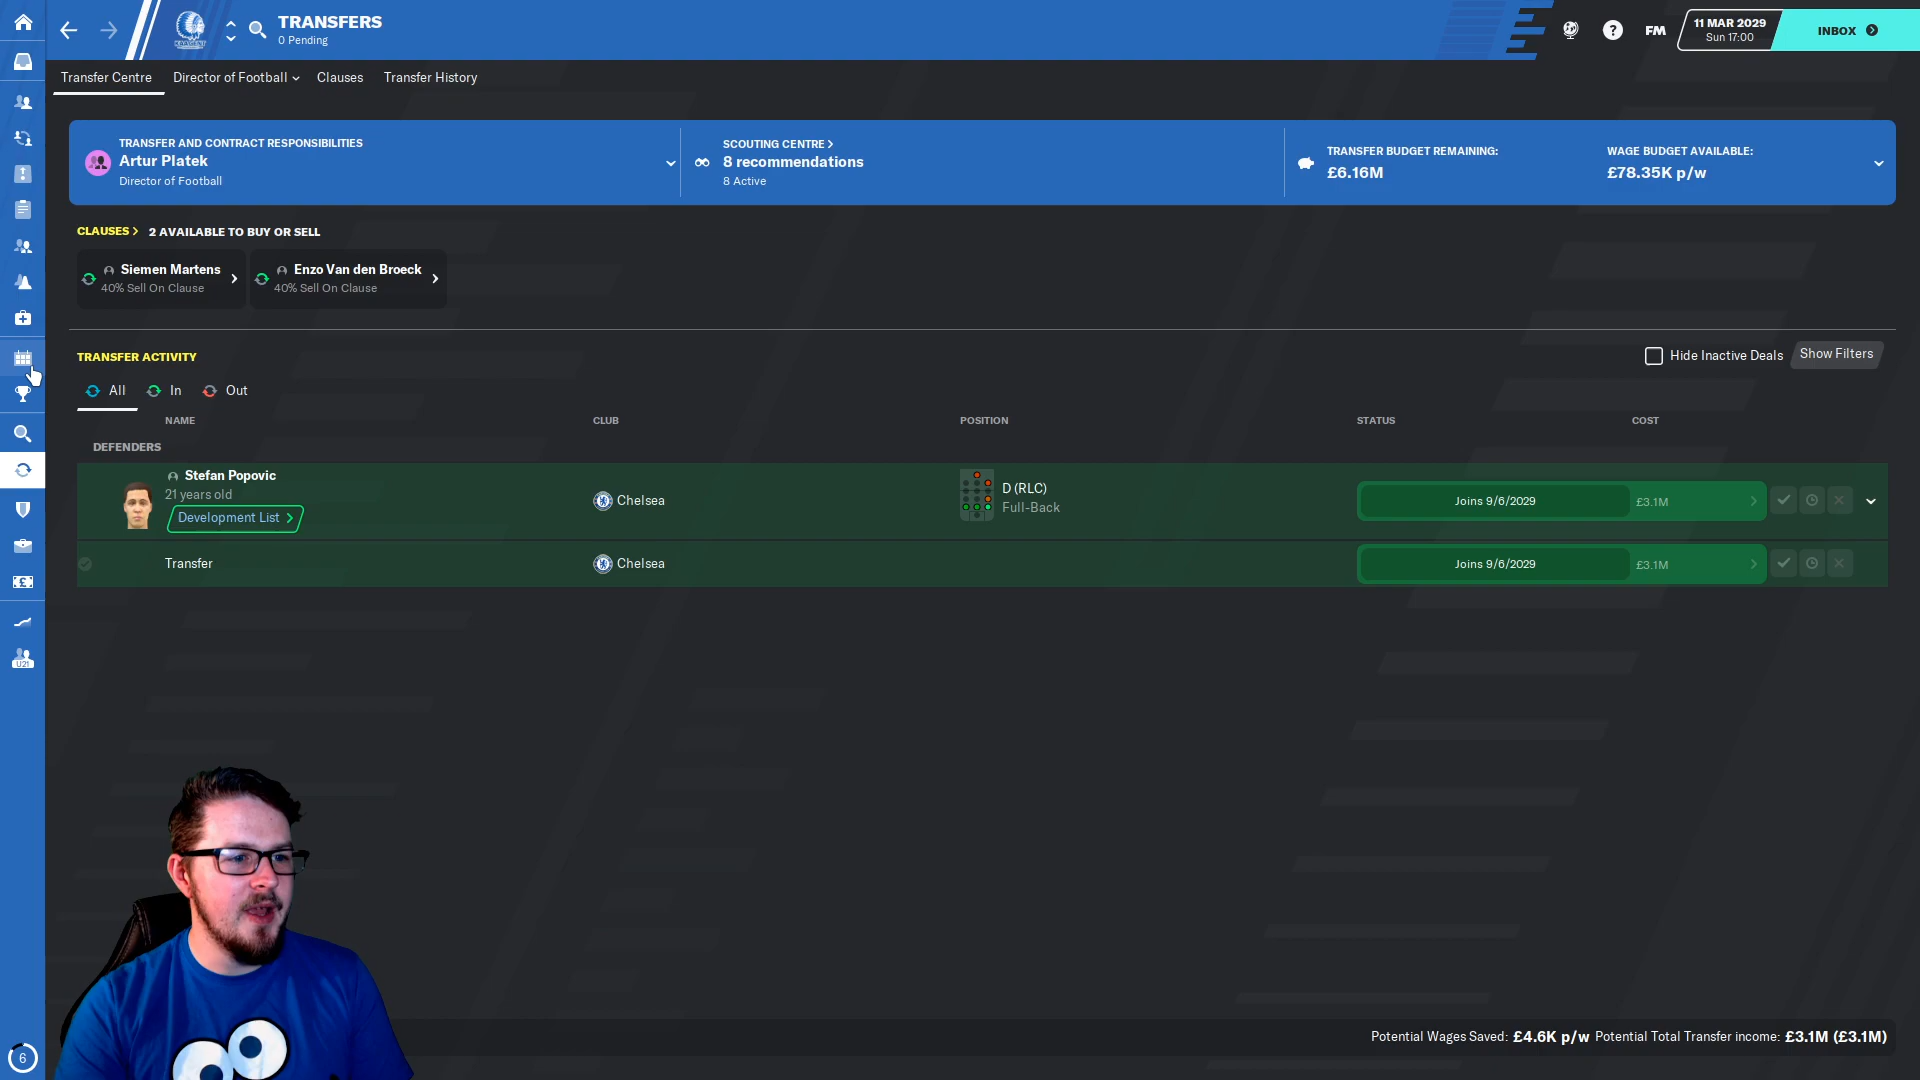 TRANSFERS
0 Pending
FM
11 MAR 2029
Sun 17:00
INBOX
Transfer Centre
Director of Football
Clauses
Transfer History
TRANSFER AND CONTRACT RESPONSIBILITIES
Artur Platek
Director of Football
SCOUTING CENTRE >
8 recommendations
8 Active
TRANSFER BUDGET REMAINING:
£6.16M
WAGE BUDGET AVAILABLE:
£78.35K p/w
CLAUSES > 2 AVAILABLE TO BUY OR SELL
Siemen Martens
40% Sell On Clause
Enzo Van den Broeck
40% Sell On Clause
TRANSFER ACTIVITY
Hide Inactive Deals
Show Filters
All In Out
NAME CLUB POSITION STATUS COST
DEFENDERS
Stefan Popovic
21 years old
Development List >
Chelsea
D (RLC)
Full-Back
Joins 9/6/2029 £3.1M
Transfer Chelsea Joins 9/6/2029 £3.1M
U21
6
Potential Wages Saved: £4.6K p/w Potential Total Transfer income: £3.1M (£3.1M)